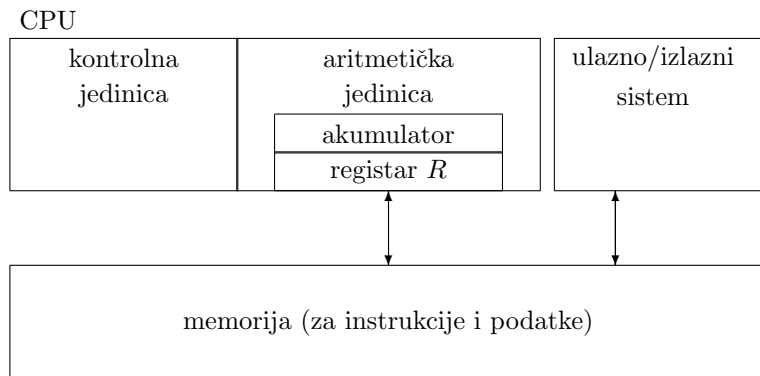 CPU
kontrolna
jedinica
aritmetička
jedinica
akumulator
registar R
ulazno/izlazni
sistem
memorija (za instrukcije i podatke)